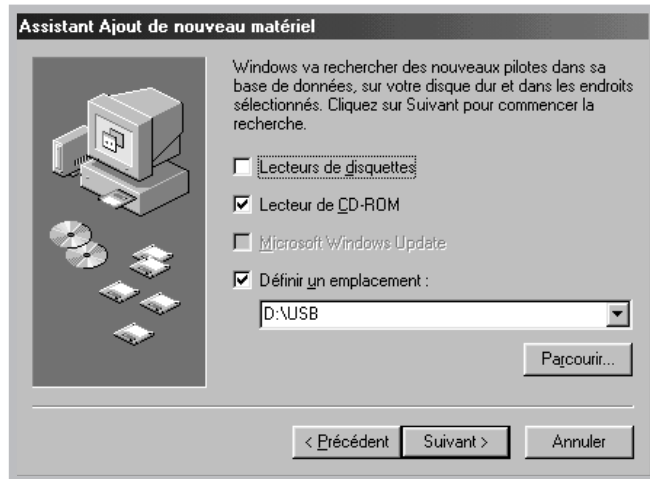 Assistant Ajout de nouveau matériel
Windows va rechercher des nouveaux pilotes dans sa
base de données, sur votre disque dur et dans les endroits
sélectionnés. Cliquez sur Suivant pour commencer la
recherche.
Lecteurs de disquettes
Lecteur de CD-ROM
Microsoft Windows Update
Définir un emplacement :
D:\USB
Parcourir...
< Précédent
Suivant >
Annuler